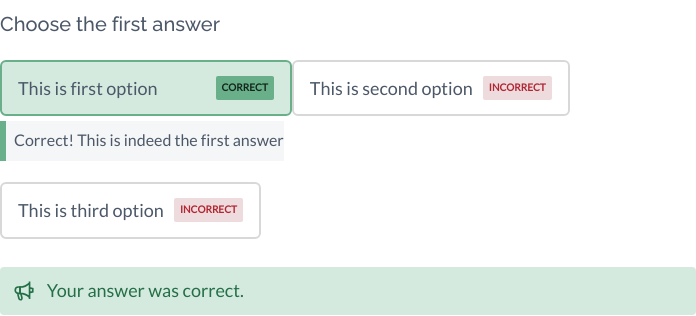 Choose the first answer
This is first option CORRECT This is second option INCORRECT
Correct! This is indeed the first answer
This is third option INCORRECT
Your answer was correct.